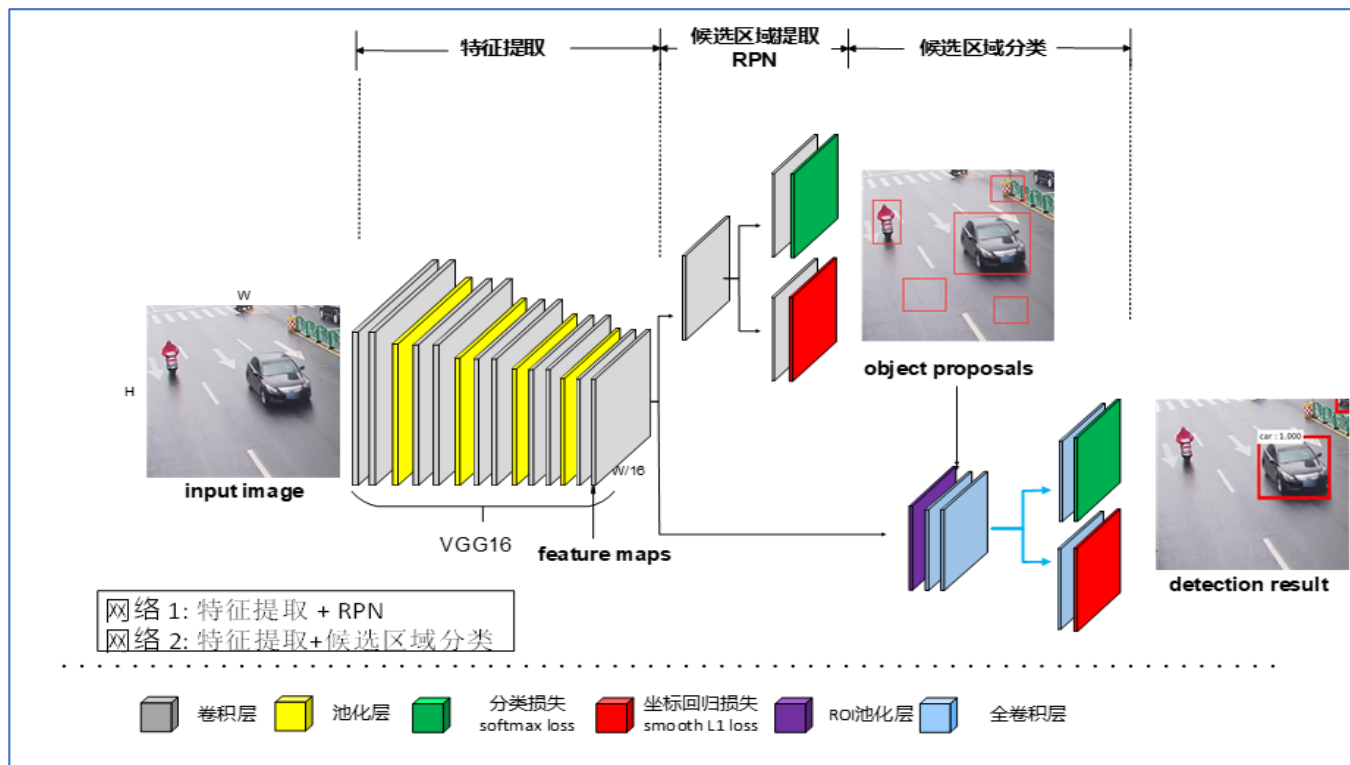 特征提取
候选区域提取
RPN
候选区域分类
W
H
input image
W/16
VGG16
feature maps
object proposals
car : 1.000
detection result
网络 1: 特征提取 + RPN
网络 2: 特征提取+候选区域分类
卷积层
池化层
分类损失
softmax loss
坐标回归损失
smooth L1 loss
ROI池化层
全卷积层